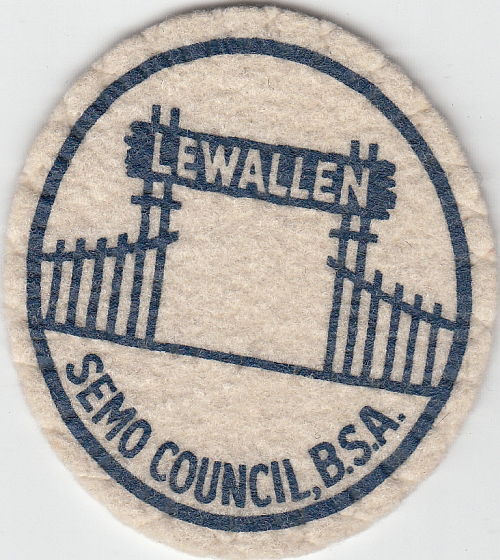 LEWALLEN
SEMO COUNCIL, B.S.A.